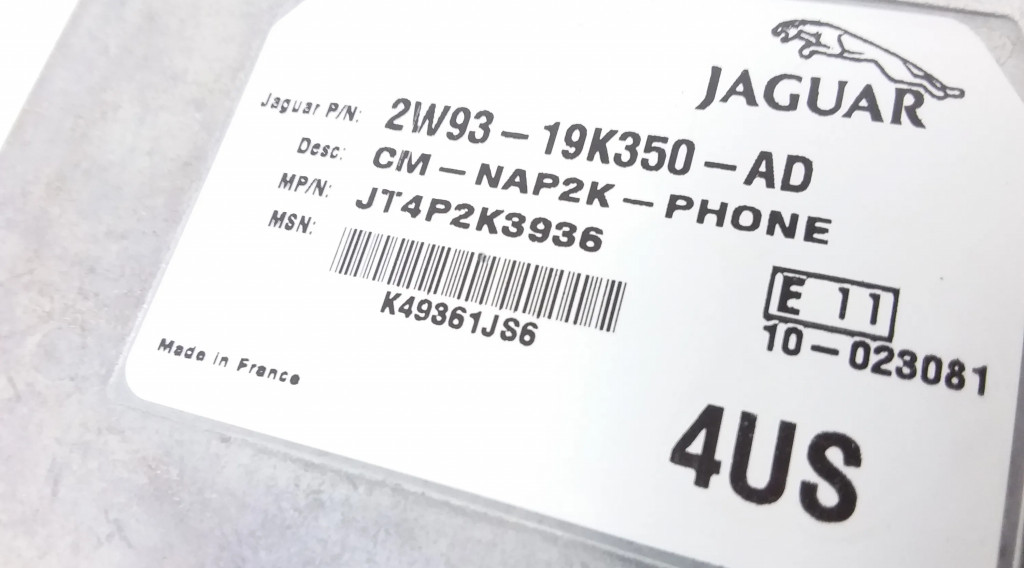 JAGUAR
Jaguar P/N: 2W93-19K350-AD
Desc: CM-NAP2K-PHONE
MP/N: JT4P2K3936
MSN:
K49361JS6
E 11
10-023081
Made in France
4US